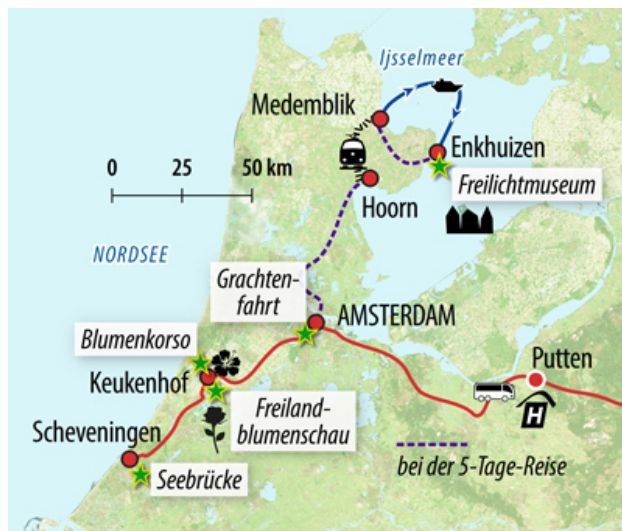 Ijsselmeer
Medemblik
Enkhuizen
0 25 50 km
Freilichtmuseum
Hoorn
NORDSEE
Grachten-
fahrt
AMSTERDAM
Blumenkorso
Putten
Keukenhof
H
Freiland-
blumenschau
Scheveningen
Seebrücke
bei der 5-Tage-Reise